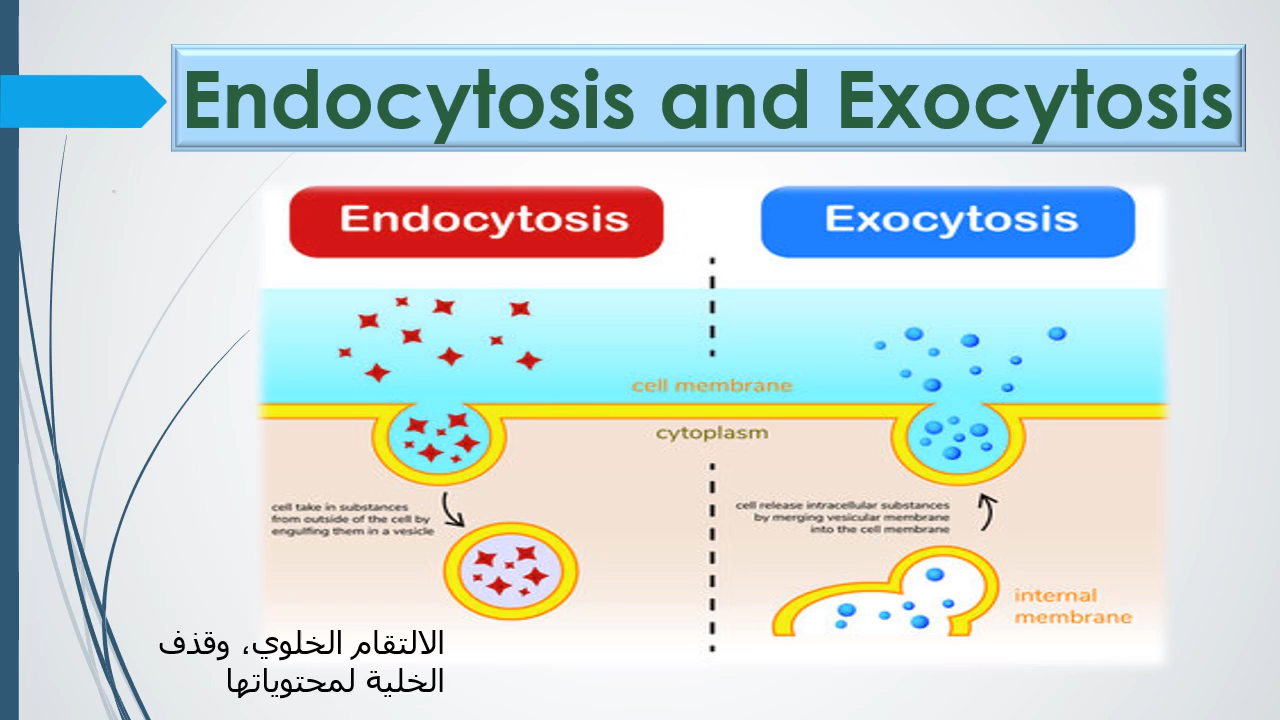 Endocytosis and Exocytosis
Endocytosis
Exocytosis
cell membrane
cytoplasm
cell take in substances
from outside of the cell by
engulfing them in a vesicle
cell release intracellular substances
by merging vesicular membrane
into the cell membrane
internal
membrane
الالتقام الخلوي، وقذف
الخلية لمحتوياتها